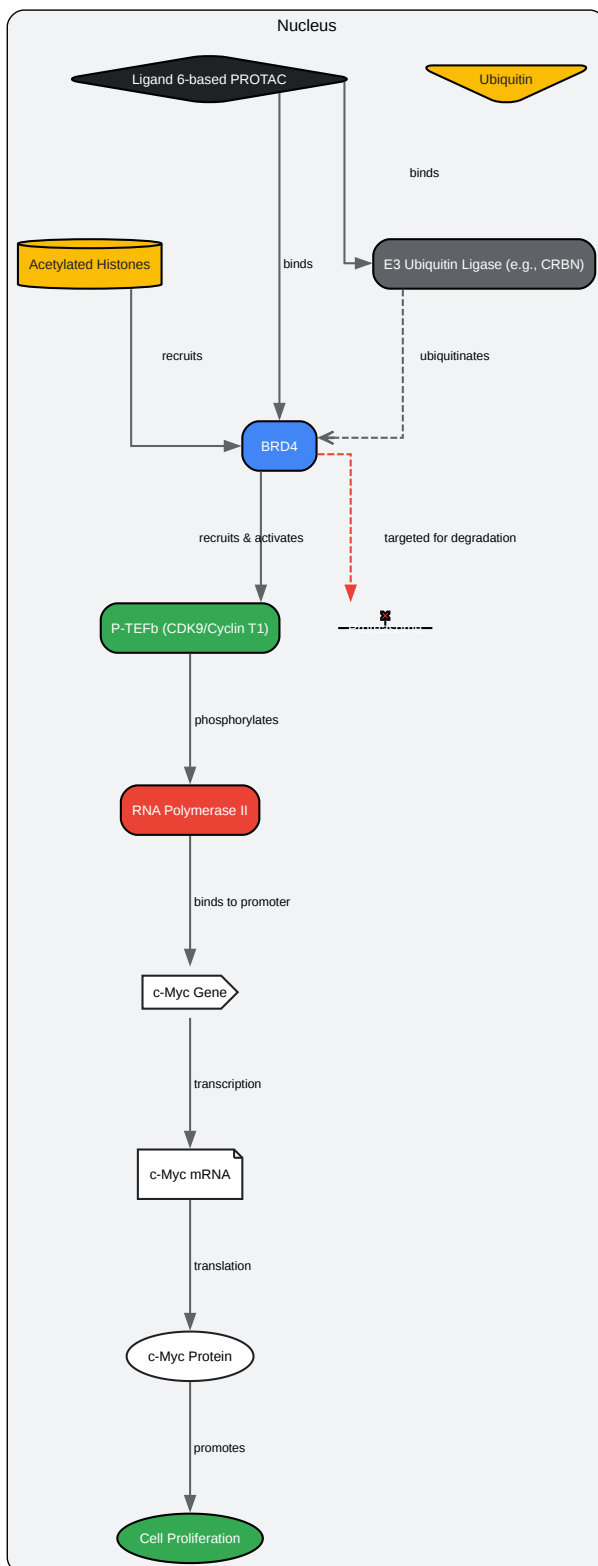 Nucleus
Ligand 6-based PROTAC
Ubiquitin
binds
Acetylated Histones
binds
E3 Ubiquitin Ligase (e.g., CRBN)
recruits
ubiquitinates
BRD4
recruits & activates
targeted for degradation
P-TEFb (CDK9/Cyclin T1)
phosphorylates
RNA Polymerase II
binds to promoter
c-Myc Gene
transcription
c-Myc mRNA
translation
c-Myc Protein
promotes
Cell Proliferation